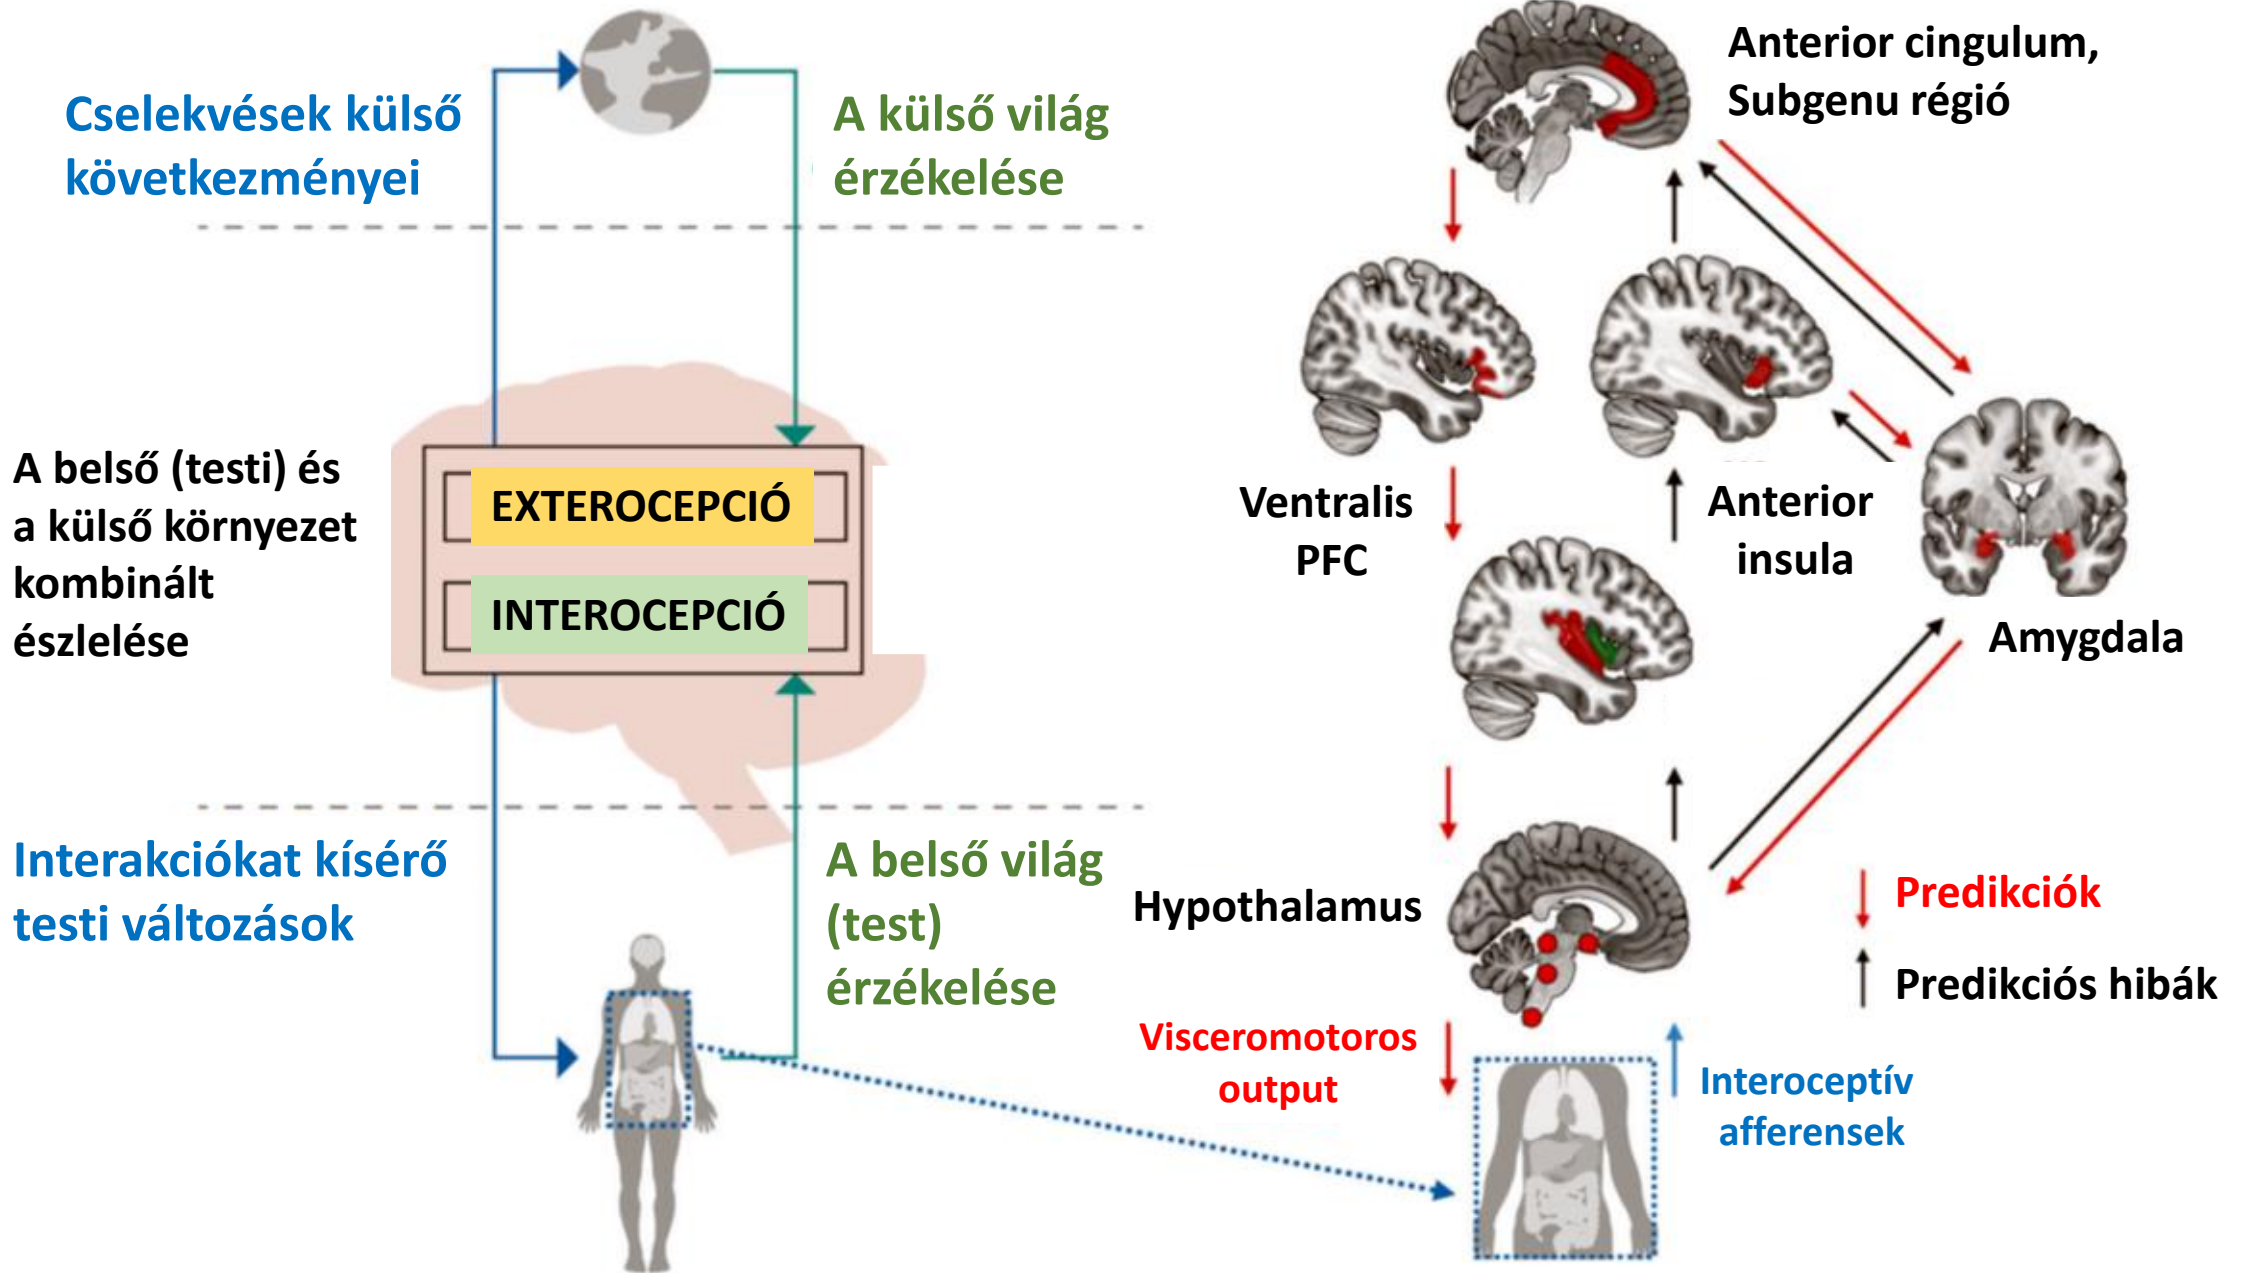 Cselekvések külső
következményei
A külső világ
érzékelése
A belső (testi) és
a külső környezet
kombinált
észlelése
EXTEROCEPCIÓ
INTEROCEPCIÓ
Interakciókat kísérő
testi változások
A belső világ
(test)
érzékelése
Anterior cingulum,
Subgenu régió
Ventralis
PFC
Anterior
insula
Amygdala
Hypothalamus
Predikciók
Predikciós hibák
Visceromotoros
output
Interoceptív
afferensek